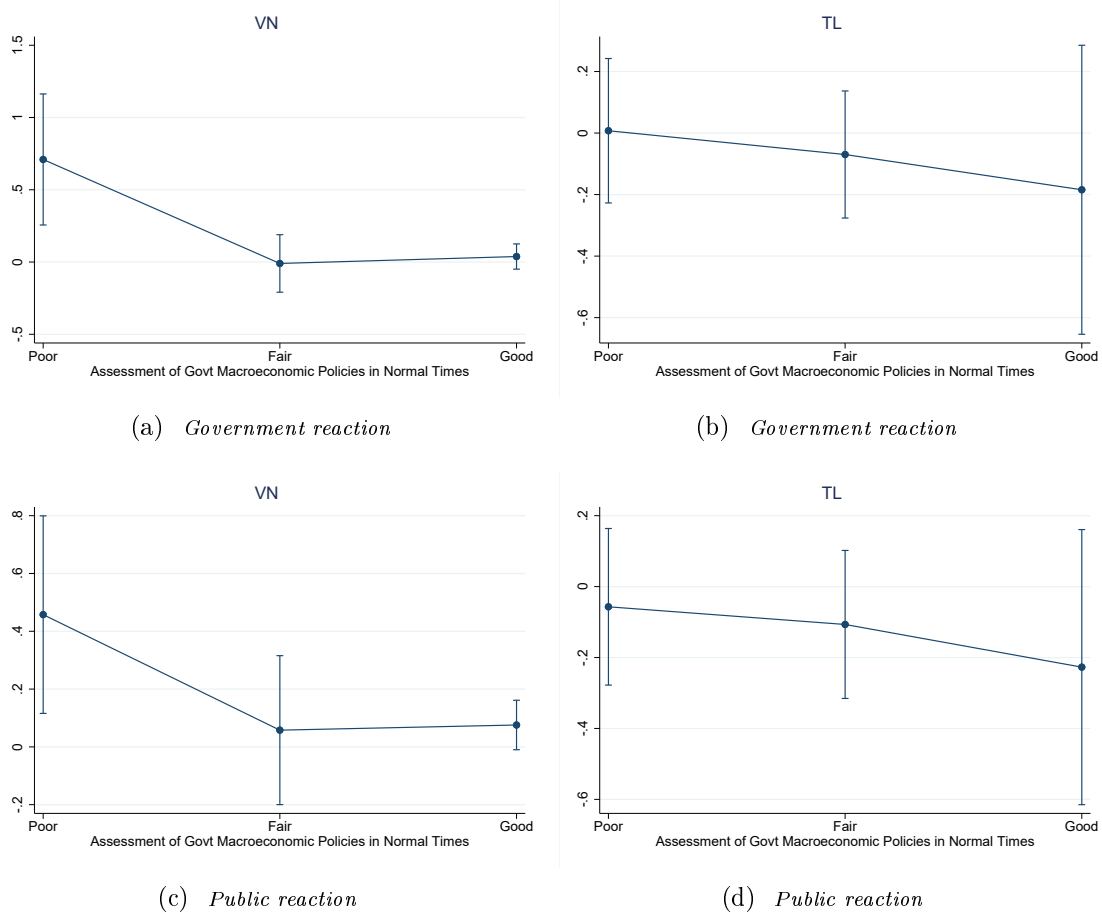 VN
1.5
1
.5
0
-.5
Poor Fair Good
Assessment of Govt Macroeconomic Policies in Normal Times
(a) Government reaction
TL
.2
0
-.2
-.4
-.6
Poor Fair Good
Assessment of Govt Macroeconomic Policies in Normal Times
(b) Government reaction
VN
.8
.6
.4
.2
0
-.2
Poor Fair Good
Assessment of Govt Macroeconomic Policies in Normal Times
(c) Public reaction
TL
.2
0
-.2
-.4
-.6
Poor Fair Good
Assessment of Govt Macroeconomic Policies in Normal Times
(d) Public reaction